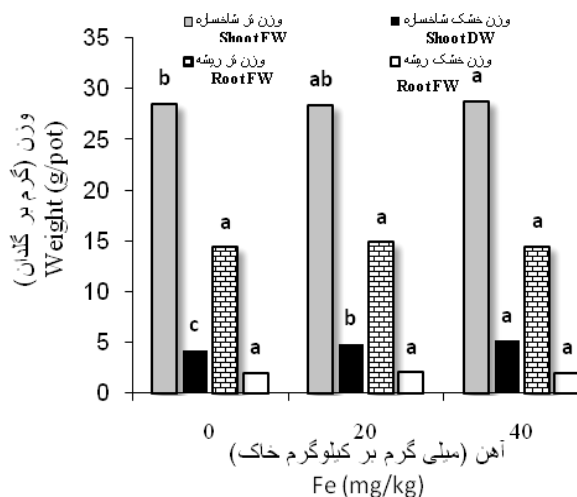 وزن تر شاخساره
ShootFW
وزن خشک شاخساره
ShootDW
وزن تر ریشه
RootFW
وزن خشک ریشه
RootFW
وزن (گرم بر گلدان)
Weight (g/pot)
35
30
25
20
15
10
5
0
b
c
a
a
ab
b
a
a
a
a
a
a
0
20
40
آهن (میلی گرم بر کیلوگرم خاک)
Fe (mg/kg)